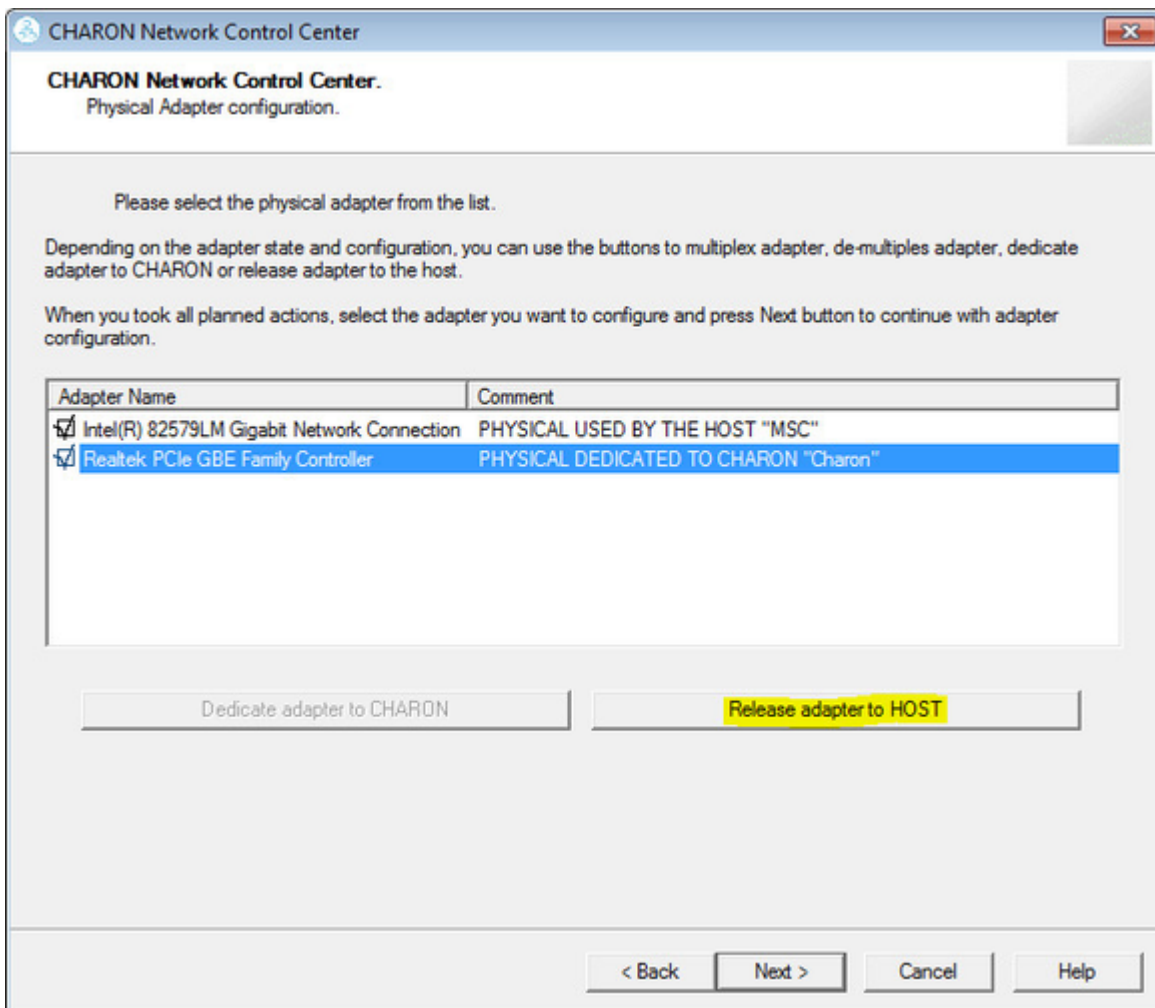 CHARON Network Control Center
CHARON Network Control Center.
Physical Adapter configuration.
Please select the physical adapter from the list.
Depending on the adapter state and configuration, you can use the buttons to multiplex adapter, de-multiples adapter, dedicate
adapter to CHARON or release adapter to the host.
When you took all planned actions, select the adapter you want to configure and press Next button to continue with adapter
configuration.
Adapter Name Comment
Intel(R) 82579LM Gigabit Network Connection PHYSICAL USED BY THE HOST "MSC"
Realtek PCIe GBE Family Controller PHYSICAL DEDICATED TO CHARON "Charon"
Dedicate adapter to CHARON Release adapter to HOST
< Back Next > Cancel Help